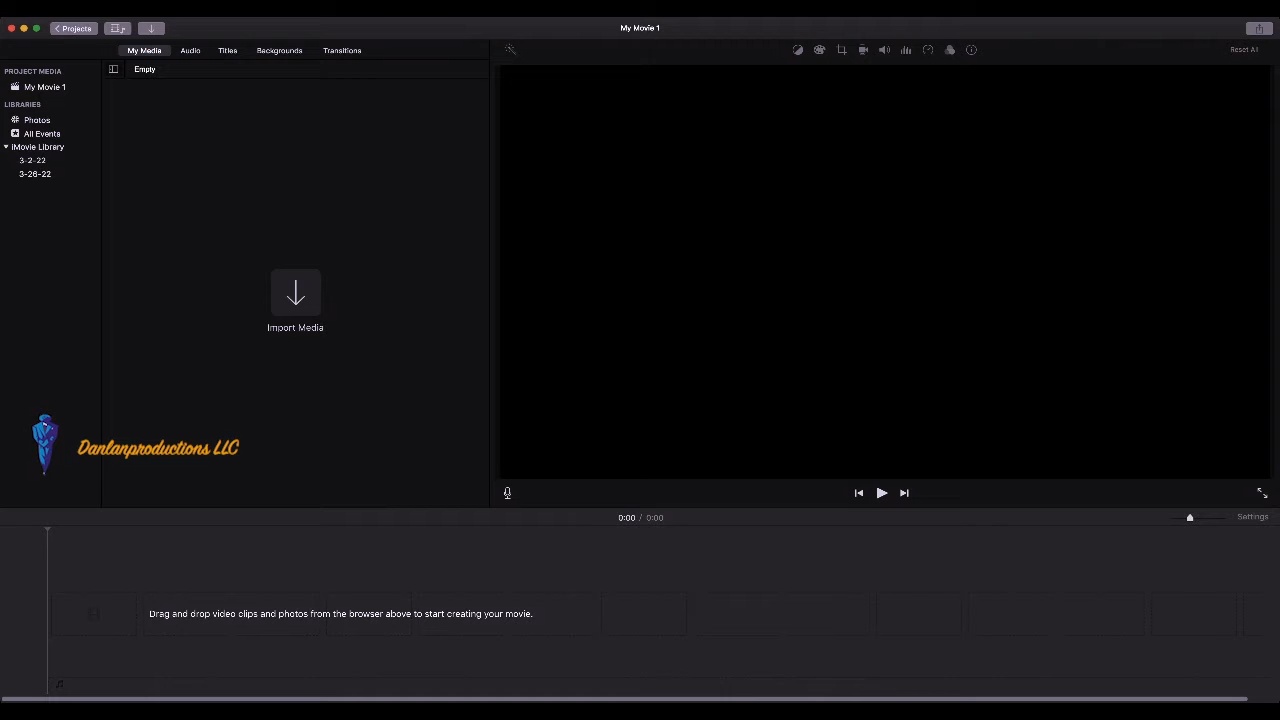 Projects
My Movie 1
My Media Audio Titles Backgrounds Transitions
Reset All
PROJECT MEDIA
My Movie 1
LIBRARIES
Photos
All Events
iMovie Library
3-2-22
3-26-22
Empty
Import Media
Danlanproductions LLC
0:00 / 0:00
Settings
Drag and drop video clips and photos from the browser above to start creating your movie.